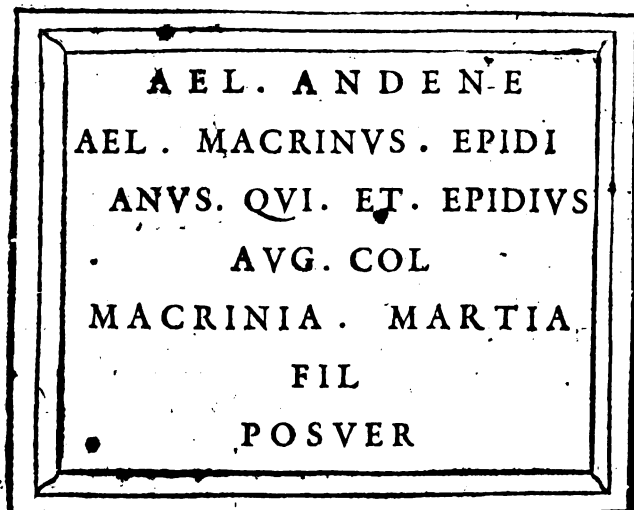 AEL. ANDENE
AEL. MACRINVS. EPIDI
ANVS. QVI. ET. EPIDIVS
AVG. COL
MACRINIA. MARTIA
FIL
POSVER